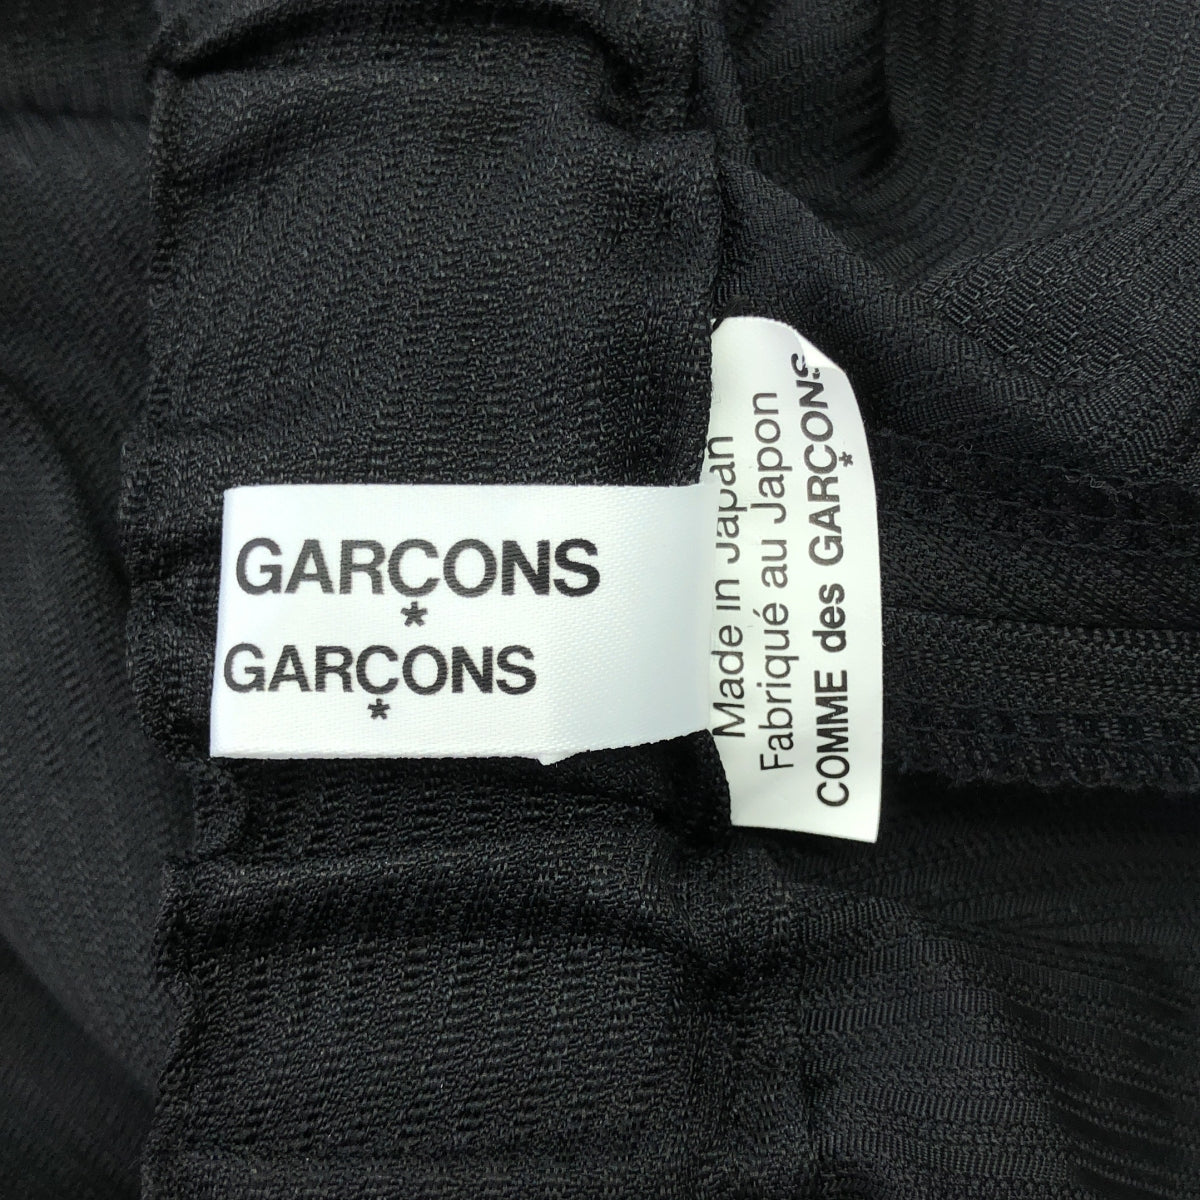 GARÇONS
*
GARÇONS
*
Made in Japan
Fabriqué au Japon
COMME des GARÇONS
*